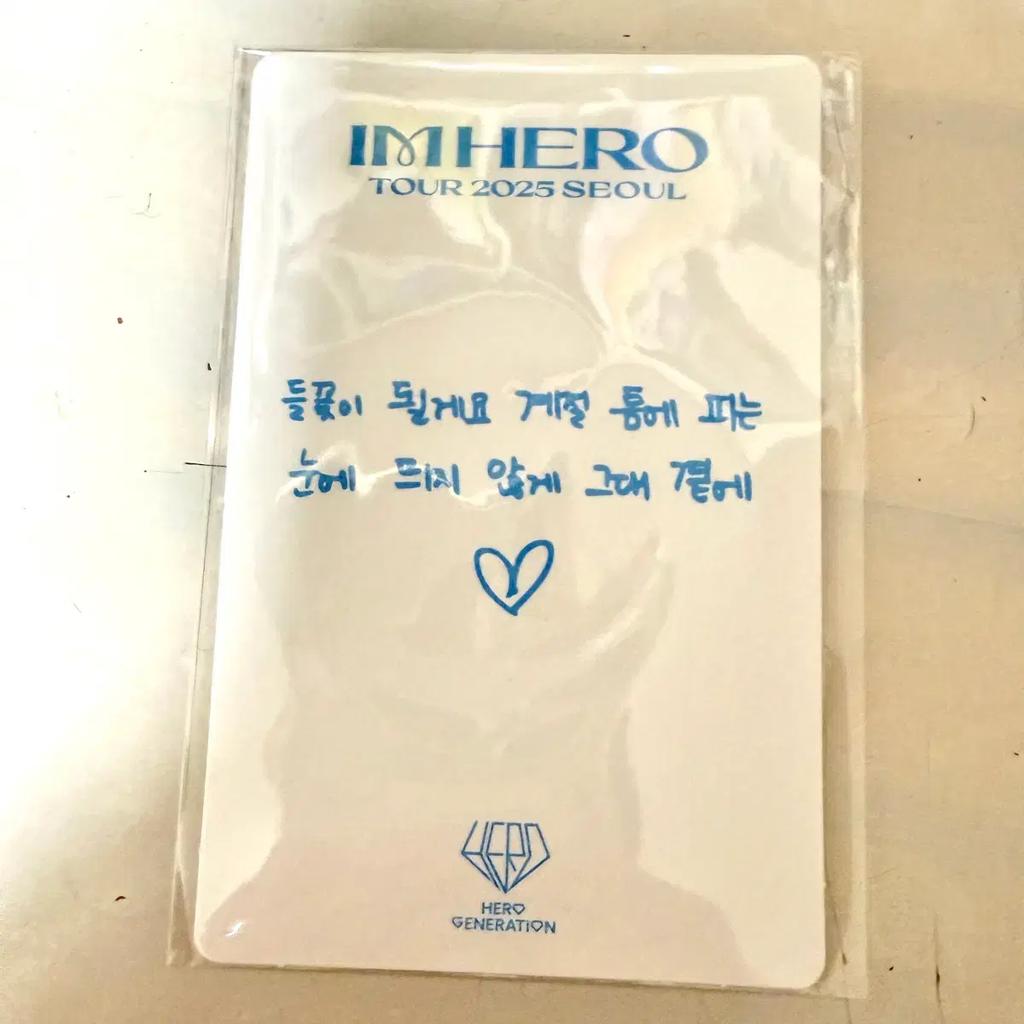 IM HERO
TOUR 2025 SEOUL
들꽃이 될게요 계절 틈에 피는
눈에 띄지 않게 그대 곁에
HERO
HERO
GENERATION